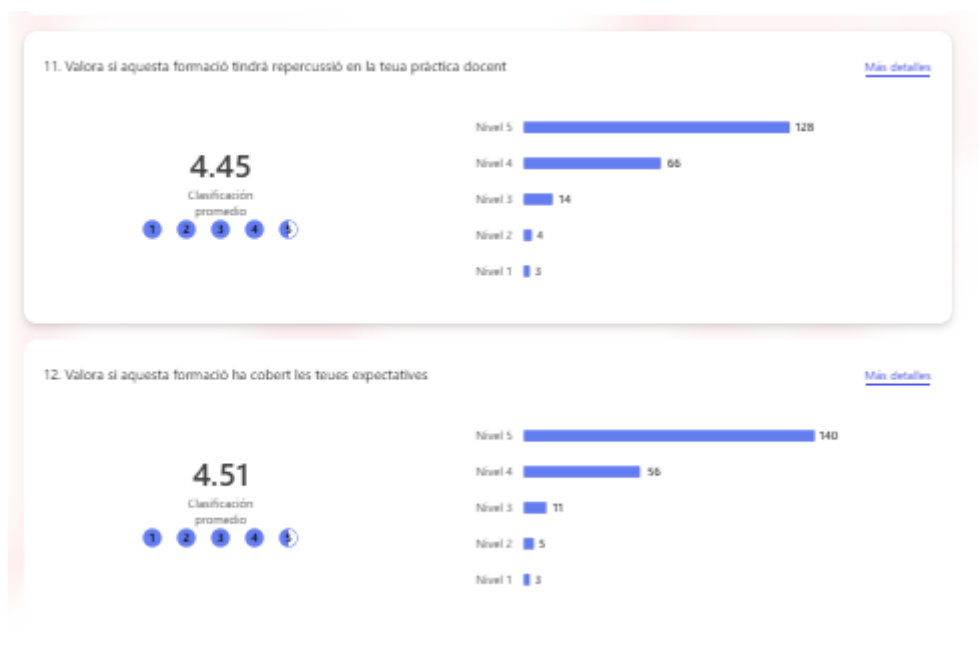 11. Valora si aquesta formació tindrà repercussió en la teua pràctica docent
Más detalles
4.45
Clasificación
promedio
1 2 3 4 5
Nivel 5 128
Nivel 4 66
Nivel 3 14
Nivel 2 4
Nivel 1 3
12. Valora si aquesta formació ha cobert les teues expectatives
Más detalles
4.51
Clasificación
promedio
1 2 3 4 5
Nivel 5 140
Nivel 4 56
Nivel 3 11
Nivel 2 5
Nivel 1 3